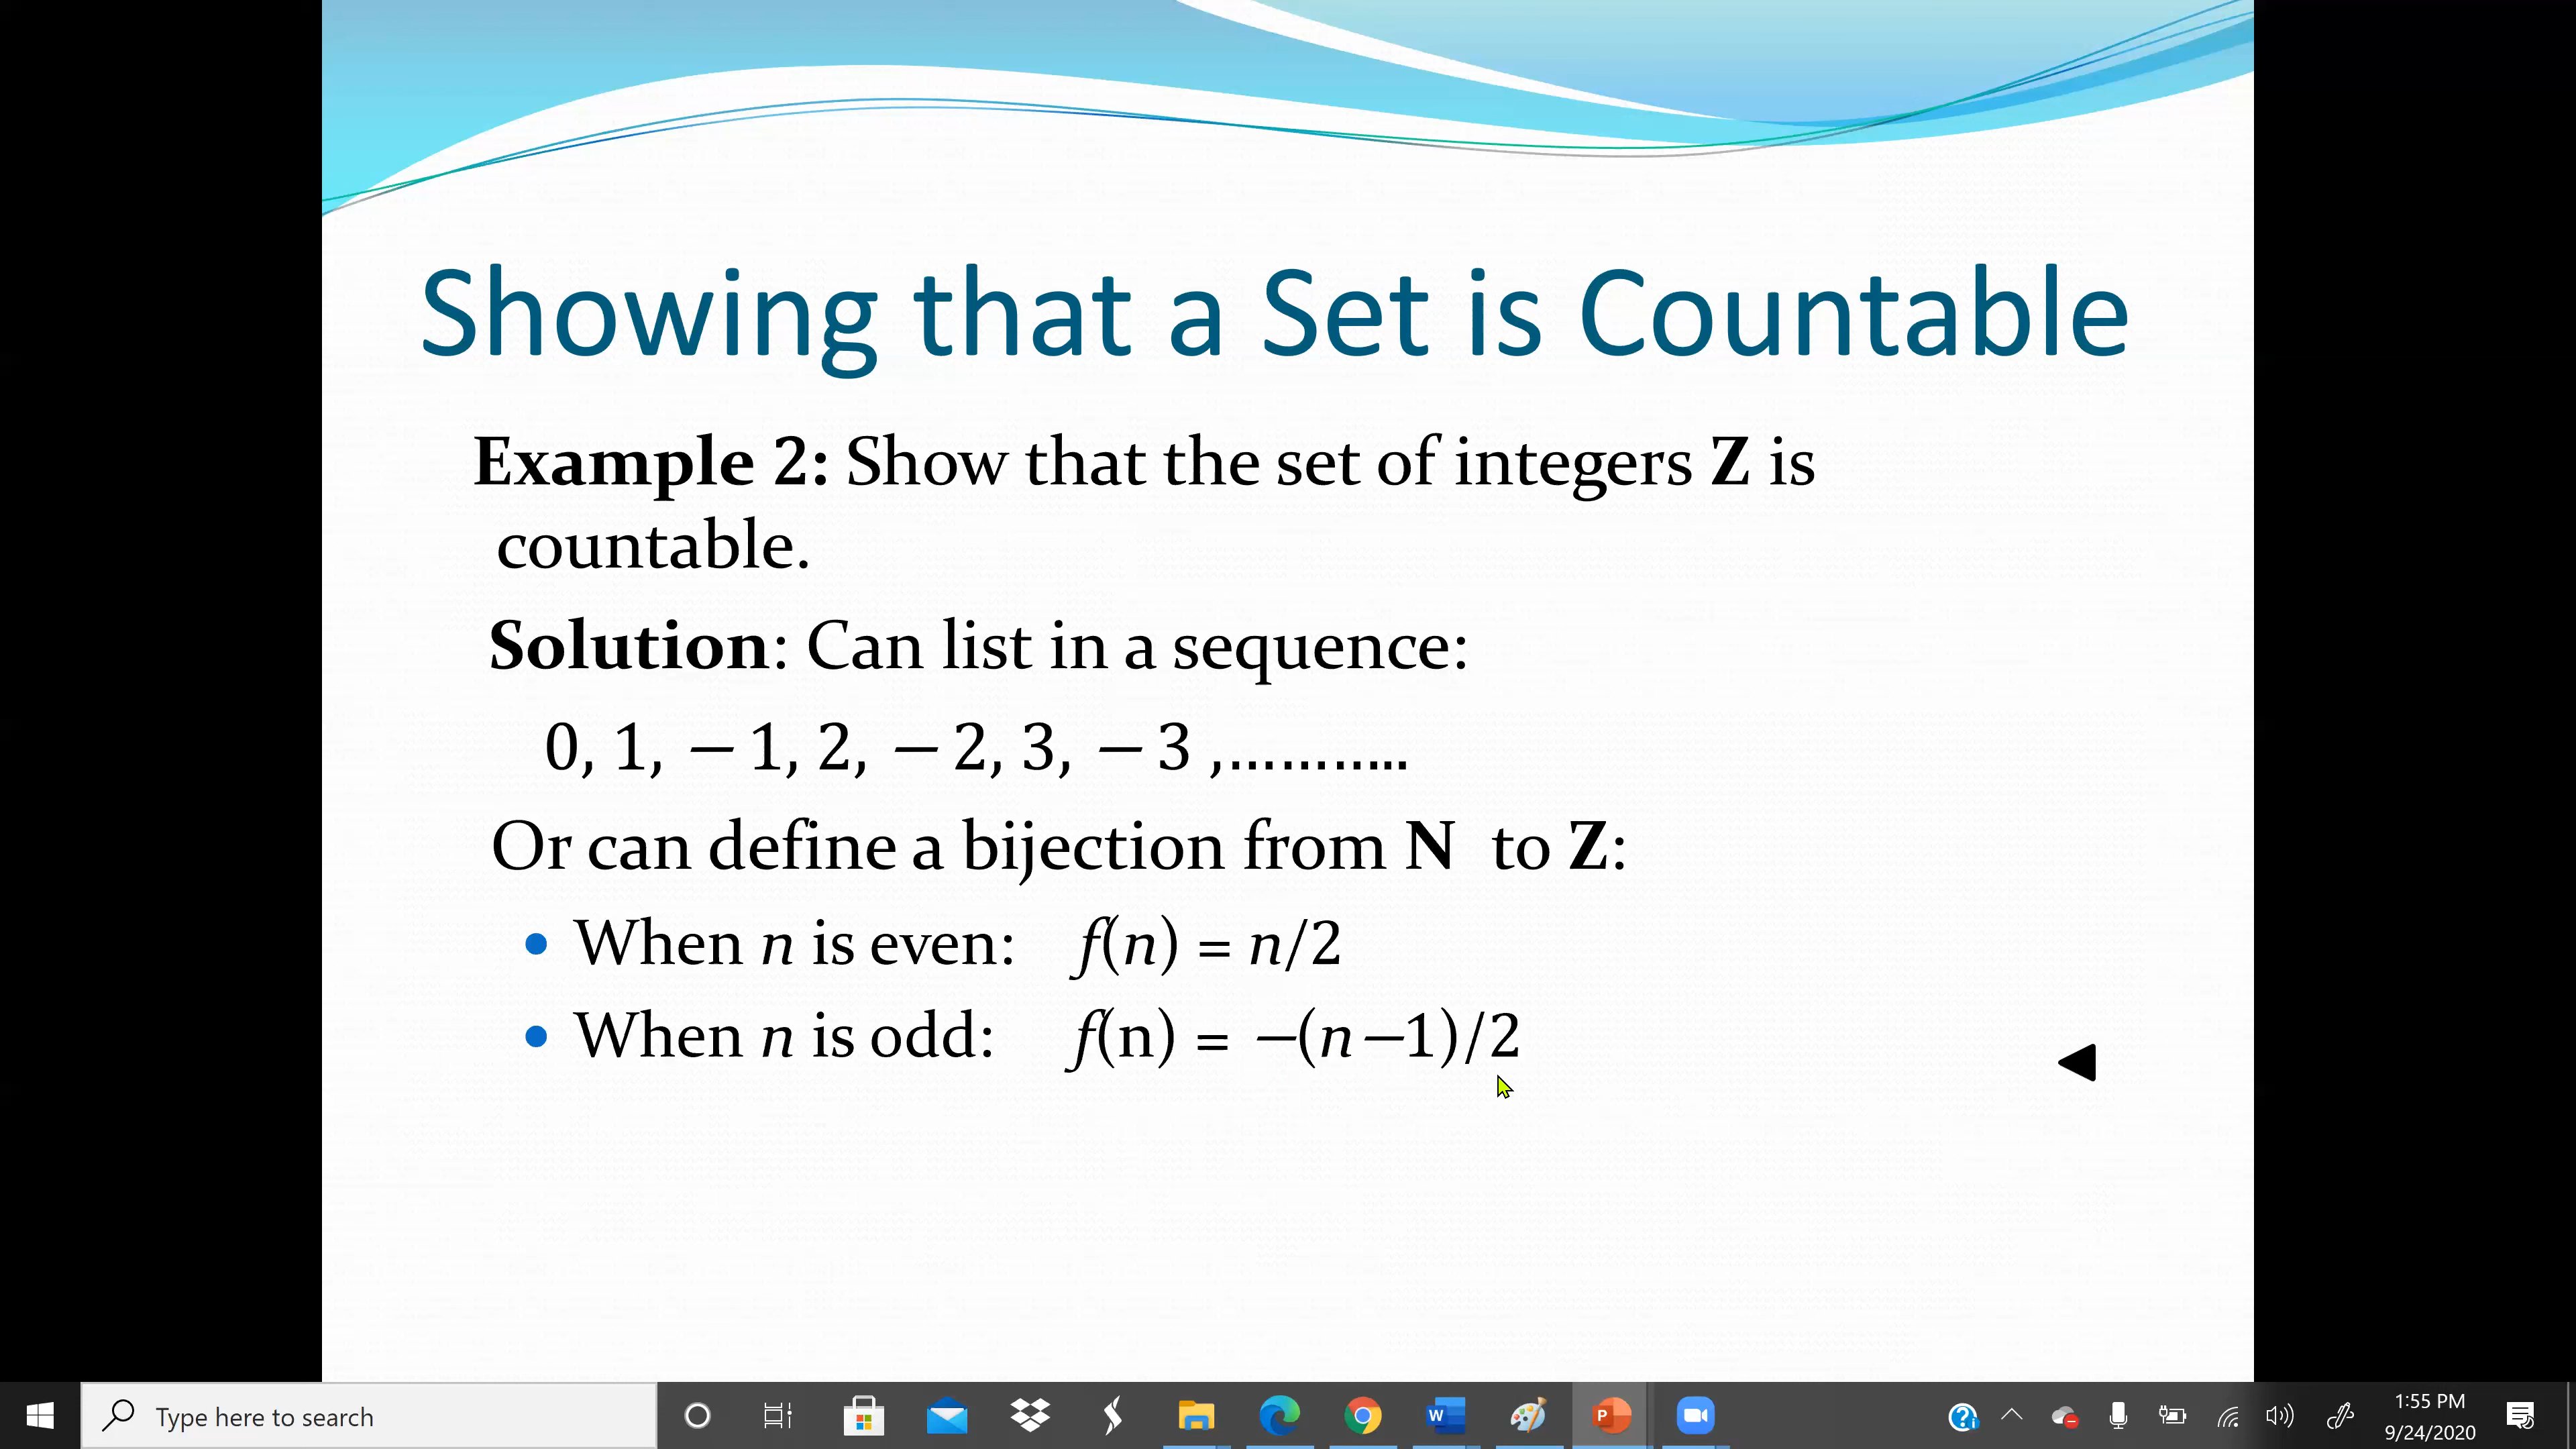 Showing that a Set is Countable
Example 2: Show that the set of integers Z is
countable.
Solution: Can list in a sequence:
0, 1, − 1, 2, − 2, 3, − 3 ,………..
Or can define a bijection from N to Z:
• When n is even: f(n) = n/2
• When n is odd: f(n) = −(n−1)/2
Type here to search
1:55 PM
9/24/2020